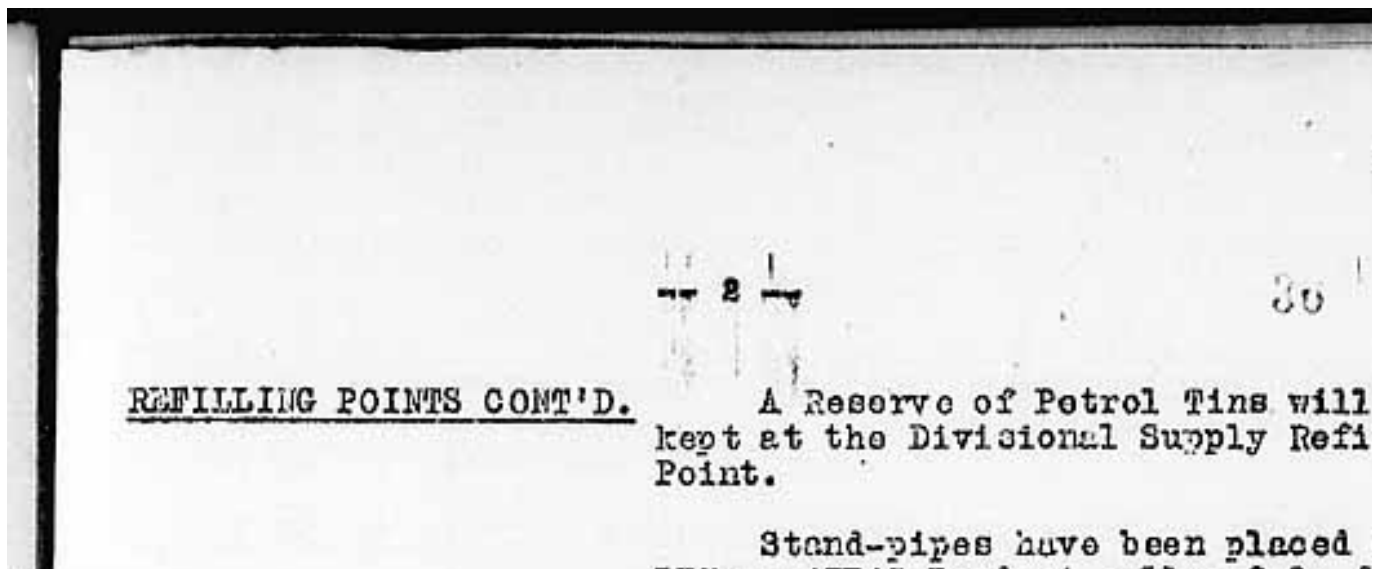 - 2 -
36
REFILLING POINTS CONT'D. A Reserve of Petrol Tins will
kept at the Divisional Supply Refi
Point.
Stand-pipes have been placed